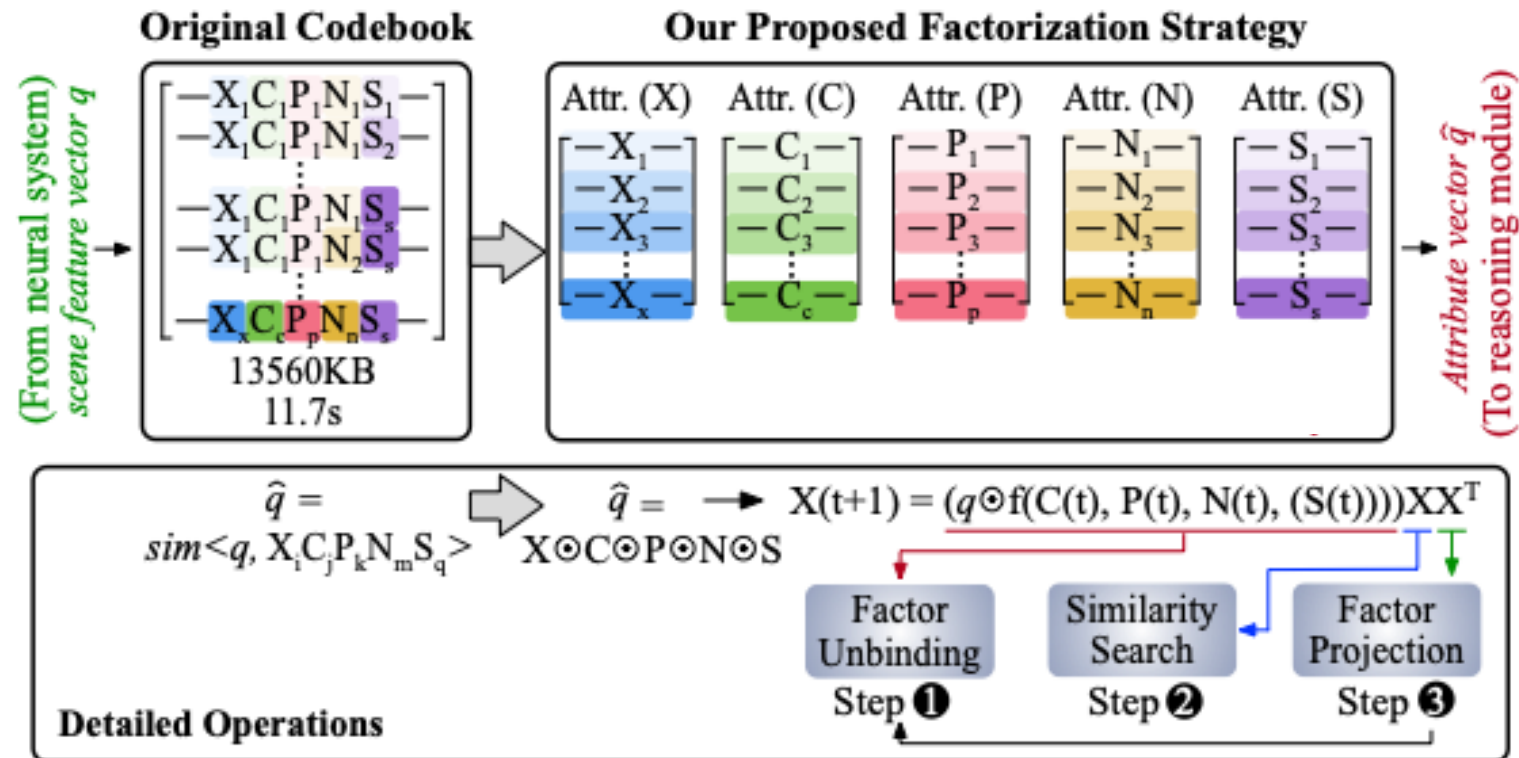 Original Codebook
Our Proposed Factorization Strategy
(From neural system)
scene feature vector q
—X₁C₁P₁N₁S₁—
—X₁C₁P₁N₁S₂—
—X₁C₁P₁N₁Sₛ—
—X₁C₁P₁N₂Sₛ—
—XₓC꜀PₚNₙSₛ—
13560KB
11.7s
Attr. (X) Attr. (C) Attr. (P) Attr. (N) Attr. (S)
—X₁— —C₁— —P₁— —N₁— —S₁—
—X₂— —C₂— —P₂— —N₂— —S₂—
—X₃— —C₃— —P₃— —N₃— —S₃—
—Xₓ— —C꜀— —Pₚ— —Nₙ— —Sₛ—
Attribute vector q̂
(To reasoning module)
q̂ =
sim<q, XᵢCⱼPₖNₘS_q>
q̂ =
X⊙C⊙P⊙N⊙S
X(t+1) = (q⊙f(C(t), P(t), N(t), (S(t))))XXᵀ
Factor
Unbinding
Step ❶
Similarity
Search
Step ❷
Factor
Projection
Step ❸
Detailed Operations